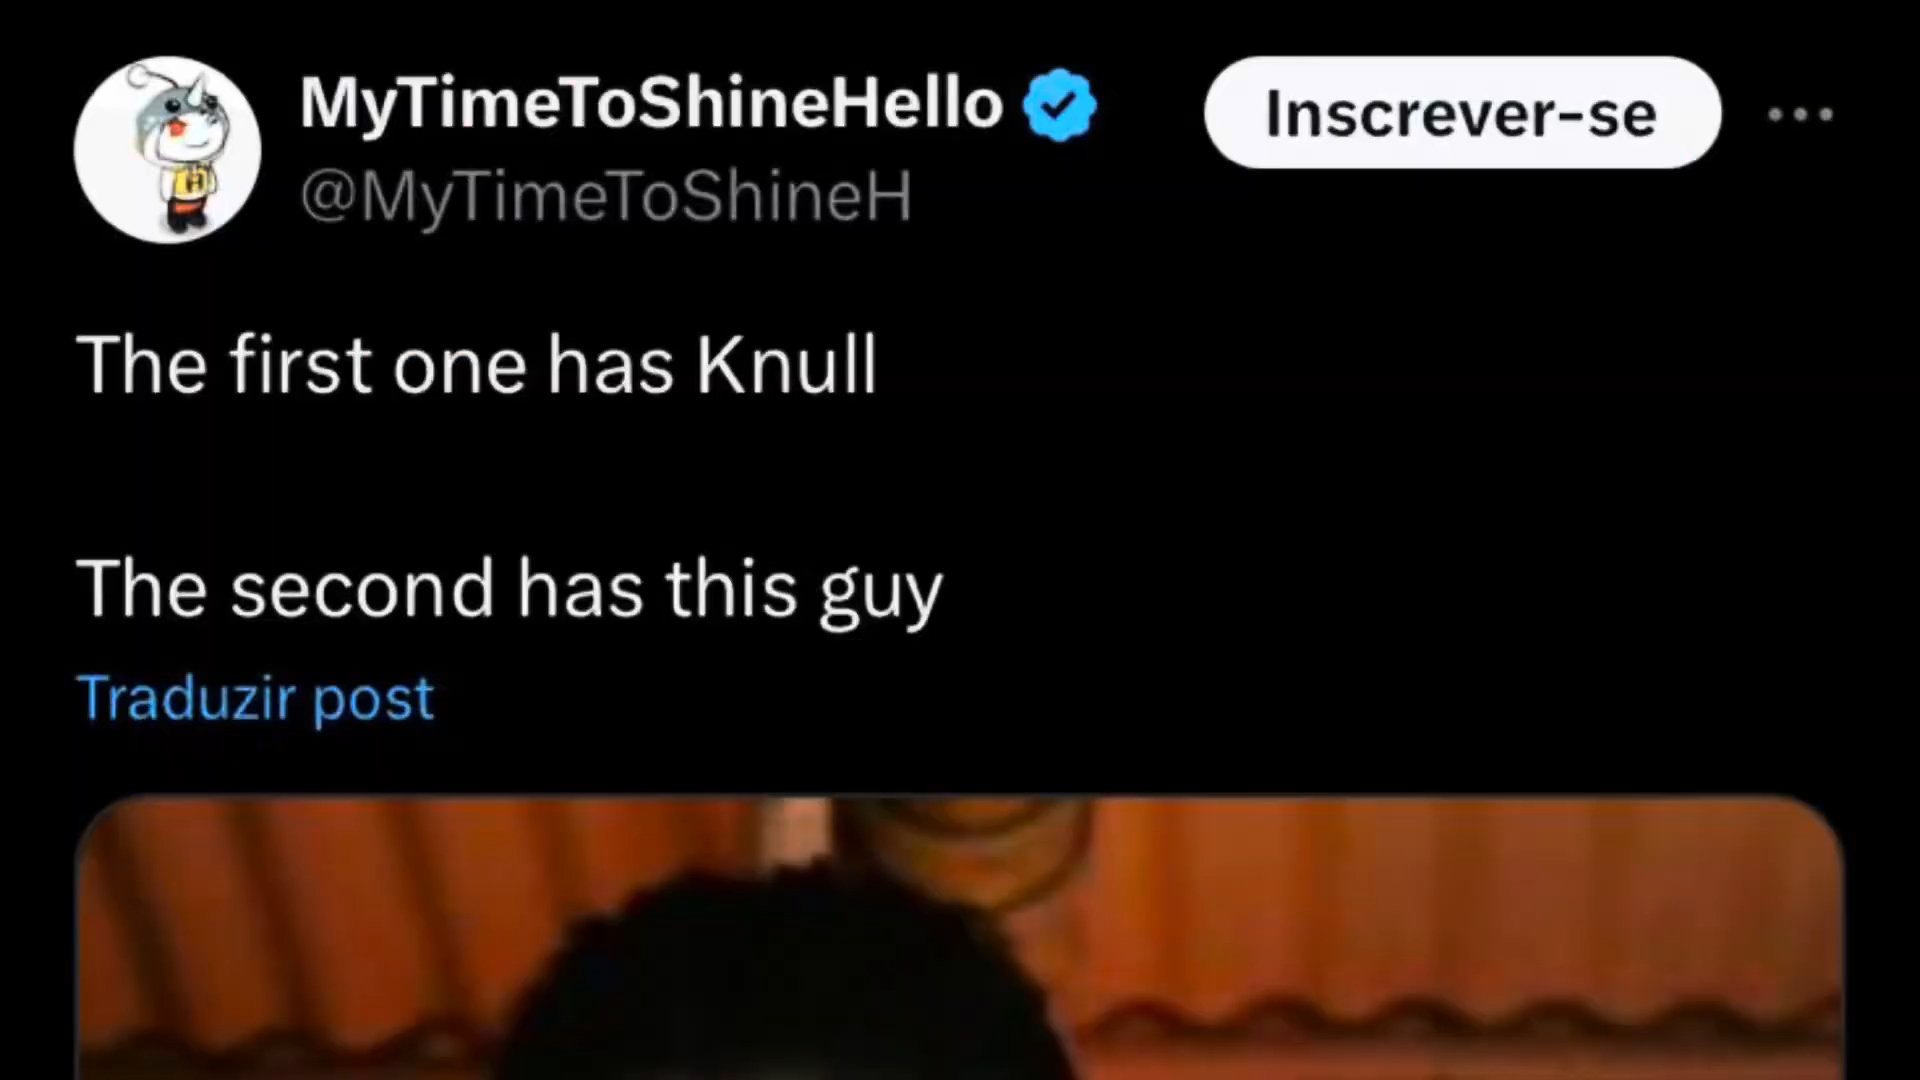 MyTimeToShineHello
Inscrever-se
@MyTimeToShineH
The first one has Knull
The second has this guy
Traduzir post